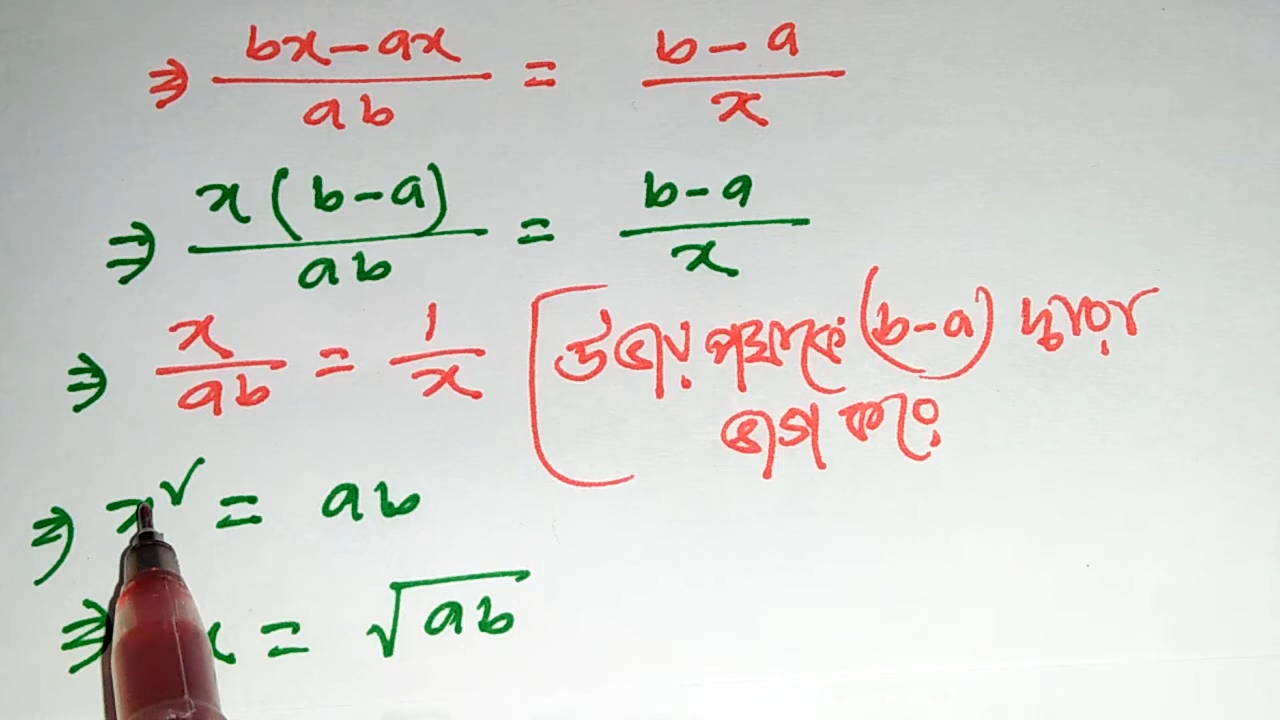 ⇒ (bx-ax)/ab = (b-a)/x
⇒ x(b-a)/ab = (b-a)/x
⇒ x/ab = 1/x [উভয় পক্ষকে (b-a) দ্বারা
ভাগ করে
⇒ x² = ab
⇒ x = √ab